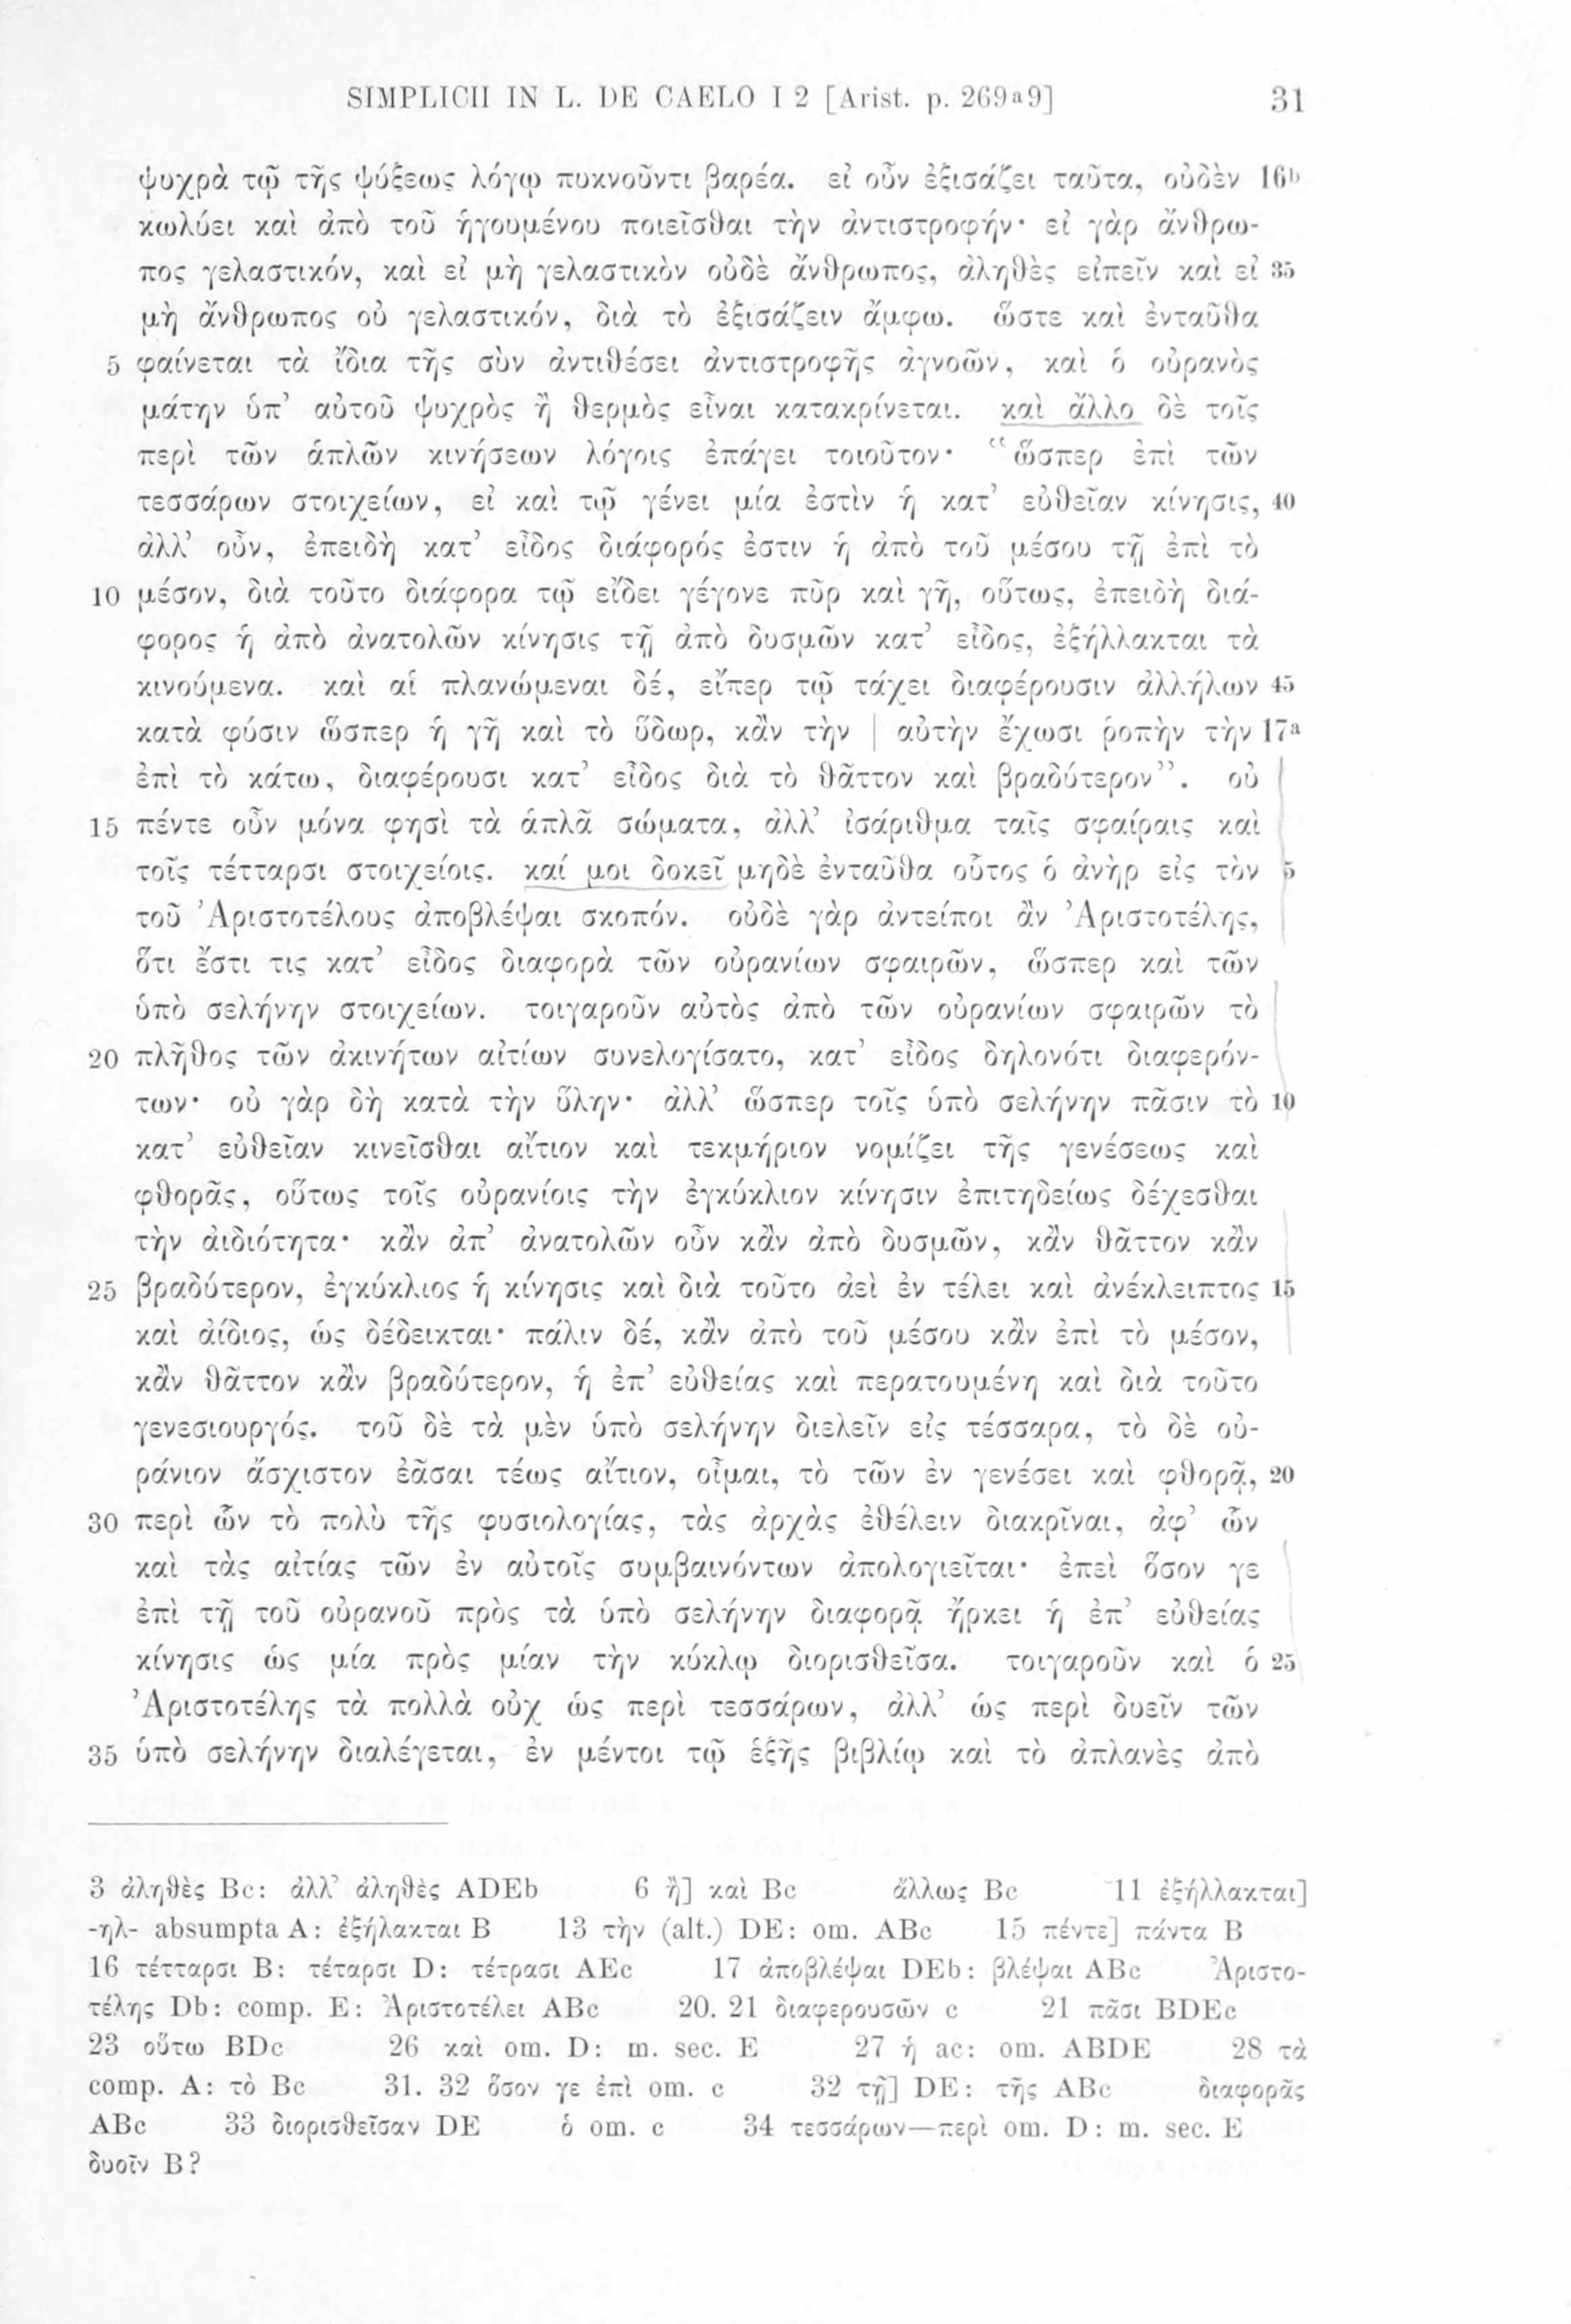 SIMPLICII IN L. DE CAELO I 2 [Arist. p. 269ª9] 31
ψυχρὰ τῷ τῆς ψύξεως λόγῳ πυκνοῦντι βαρέα. εἰ οὖν ἐξισάζει ταῦτα, οὐδὲν 16ᵇ
κωλύει καὶ ἀπὸ τοῦ ἡγουμένου ποιεῖσθαι τὴν ἀντιστροφήν· εἰ γὰρ ἄνθρω-
πος γελαστικόν, καὶ εἰ μὴ γελαστικὸν οὐδὲ ἄνθρωπος, ἀληθὲς εἰπεῖν καὶ εἰ 35
μὴ ἄνθρωπος οὐ γελαστικόν, διὰ τὸ ἐξισάζειν ἄμφω. ὥστε καὶ ἐνταῦθα
5 φαίνεται τὰ ἴδια τῆς σὺν ἀντιθέσει ἀντιστροφῆς ἀγνοῶν, καὶ ὁ οὐρανὸς
μάτην ὑπ’ αὐτοῦ ψυχρὸς ἢ θερμὸς εἶναι κατακρίνεται. καὶ ἄλλο δὲ τοῖς
περὶ τῶν ἁπλῶν κινήσεων λόγοις ἐπάγει τοιοῦτον· “ὥσπερ ἐπὶ τῶν
τεσσάρων στοιχείων, εἰ καὶ τῷ γένει μία ἐστὶν ἡ κατ’ εὐθεῖαν κίνησις, 40
ἀλλ’ οὖν, ἐπειδὴ κατ’ εἶδος διάφορός ἐστιν ἡ ἀπὸ τοῦ μέσου τῇ ἐπὶ τὸ
10 μέσον, διὰ τοῦτο διάφορα τῷ εἴδει γέγονε πῦρ καὶ γῆ, οὕτως, ἐπειδὴ διά-
φορος ἡ ἀπὸ ἀνατολῶν κίνησις τῇ ἀπὸ δυσμῶν κατ’ εἶδος, ἐξήλλακται τὰ
κινούμενα. καὶ αἱ πλανώμεναι δέ, εἴπερ τῷ τάχει διαφέρουσιν ἀλλήλων 45
κατὰ φύσιν ὥσπερ ἡ γῆ καὶ τὸ ὕδωρ, κἂν τὴν | αὐτὴν ἔχωσι ῥοπὴν τὴν 17ª
ἐπὶ τὸ κάτω, διαφέρουσι κατ’ εἶδος διὰ τὸ θᾶττον καὶ βραδύτερον”. οὐ
15 πέντε οὖν μόνα φησὶ τὰ ἁπλᾶ σώματα, ἀλλ’ ἰσάριθμα ταῖς σφαίραις καὶ
τοῖς τέτταρσι στοιχείοις. καί μοι δοκεῖ μηδὲ ἐνταῦθα οὗτος ὁ ἀνὴρ εἰς τὸν 5
τοῦ Ἀριστοτέλους ἀποβλέψαι σκοπόν. οὐδὲ γὰρ ἀντείποι ἂν Ἀριστοτέλης,
ὅτι ἔστι τις κατ’ εἶδος διαφορὰ τῶν οὐρανίων σφαιρῶν, ὥσπερ καὶ τῶν
ὑπὸ σελήνην στοιχείων. τοιγαροῦν αὐτὸς ἀπὸ τῶν οὐρανίων σφαιρῶν τὸ
20 πλῆθος τῶν ἀκινήτων αἰτίων συνελογίσατο, κατ’ εἶδος δηλονότι διαφερόν-
των· οὐ γὰρ δὴ κατὰ τὴν ὕλην· ἀλλ’ ὥσπερ τοῖς ὑπὸ σελήνην πᾶσιν τὸ 10
κατ’ εὐθεῖαν κινεῖσθαι αἴτιον καὶ τεκμήριον νομίζει τῆς γενέσεως καὶ
φθορᾶς, οὕτως τοῖς οὐρανίοις τὴν ἐγκύκλιον κίνησιν ἐπιτηδείως δέχεσθαι
τὴν ἀιδιότητα· κἂν ἀπ’ ἀνατολῶν οὖν κἂν ἀπὸ δυσμῶν, κἂν θᾶττον κἂν
25 βραδύτερον, ἐγκύκλιος ἡ κίνησις καὶ διὰ τοῦτο ἀεὶ ἐν τέλει καὶ ἀνέκλειπτος 15
καὶ ἀίδιος, ὡς δέδεικται· πάλιν δέ, κἂν ἀπὸ τοῦ μέσου κἂν ἐπὶ τὸ μέσον,
κἂν θᾶττον κἂν βραδύτερον, ἡ ἐπ’ εὐθείας καὶ περατουμένη καὶ διὰ τοῦτο
γενεσιουργός. τοῦ δὲ τὰ μὲν ὑπὸ σελήνην διελεῖν εἰς τέσσαρα, τὸ δὲ οὐ-
ράνιον ἄσχιστον ἐᾶσαι τέως αἴτιον, οἶμαι, τὸ τῶν ἐν γενέσει καὶ φθορᾷ, 20
30 περὶ ὧν τὸ πολὺ τῆς φυσιολογίας, τὰς ἀρχὰς ἐθέλειν διακρῖναι, ἀφ’ ὧν
καὶ τὰς αἰτίας τῶν ἐν αὐτοῖς συμβαινόντων ἀπολογιεῖται· ἐπεὶ ὅσον γε
ἐπὶ τῇ τοῦ οὐρανοῦ πρὸς τὰ ὑπὸ σελήνην διαφορᾷ ἤρκει ἡ ἐπ’ εὐθείας
κίνησις ὡς μία πρὸς μίαν τὴν κύκλῳ διορισθεῖσα. τοιγαροῦν καὶ ὁ 25
Ἀριστοτέλης τὰ πολλὰ οὐχ ὡς περὶ τεσσάρων, ἀλλ’ ὡς περὶ δυεῖν τῶν
35 ὑπὸ σελήνην διαλέγεται, ἐν μέντοι τῷ ἑξῆς βιβλίῳ καὶ τὸ ἀπλανὲς ἀπὸ
3 ἀληθὲς Bc: ἀλλ’ ἀληθὲς ADEb 6 ἢ] καὶ Bc ἄλλως Bc 11 ἐξήλλακται]
-ηλ- absumpta A: ἐξήλακται B 13 τὴν (alt.) DE: om. ABc 15 πέντε] πάντα B
16 τέτταρσι B: τέταρσι D: τέτρασι AEc 17 ἀποβλέψαι DEb: βλέψαι ABc Ἀριστο-
τέλης Db: comp. E: Ἀριστοτέλει ABc 20. 21 διαφερουσῶν c 21 πᾶσι BDEc
23 οὕτω BDc 26 καὶ om. D: m. sec. E 27 ἡ ac: om. ABDE 28 τὰ
comp. A: τὸ Bc 31. 32 ὅσον γε ἐπὶ om. c 32 τῇ] DE: τῆς ABc διαφορᾶς
ABc 33 διορισθεῖσαν DE ὁ om. c 34 τεσσάρων—περὶ om. D: m. sec. E
δυοῖν B?